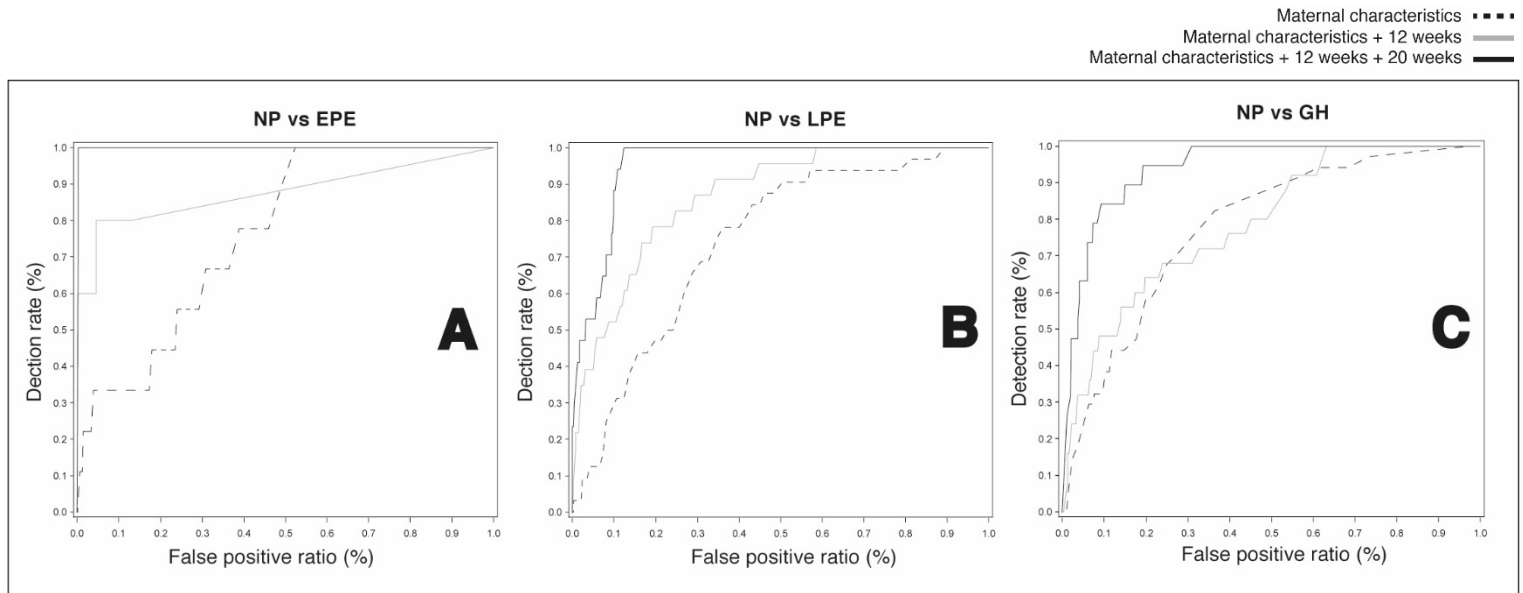 Maternal characteristics
Maternal characteristics + 12 weeks
Maternal characteristics + 12 weeks + 20 weeks
NP vs EPE
Dection rate (%)
1.0
0.9
0.8
0.7
0.6
0.5
0.4
0.3
0.2
0.1
0.0
A
0.0 0.1 0.2 0.3 0.4 0.5 0.6 0.7 0.8 0.9 1.0
False positive ratio (%)
NP vs LPE
Dection rate (%)
1.0
0.9
0.8
0.7
0.6
0.5
0.4
0.3
0.2
0.1
0.0
B
0.0 0.1 0.2 0.3 0.4 0.5 0.6 0.7 0.8 0.9 1.0
False positive ratio (%)
NP vs GH
Detection rate (%)
1.0
0.9
0.8
0.7
0.6
0.5
0.4
0.3
0.2
0.1
0.0
C
0.0 0.1 0.2 0.3 0.4 0.5 0.6 0.7 0.8 0.9 1.0
False positive ratio (%)